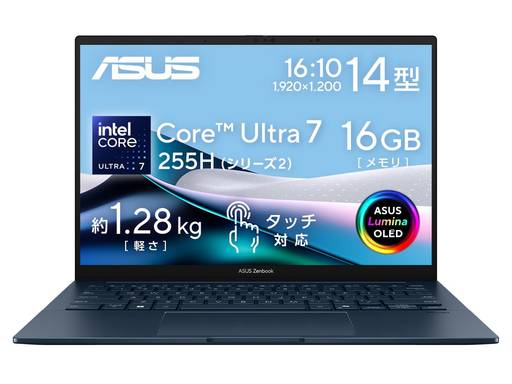 ASUS
16:10 14型
1,920×1,200
intel
CORE
ULTRA 7
Core™ Ultra 7
255H (シリーズ2)
16GB
[メモリ]
約1.28kg
[軽さ]
タッチ
対応
ASUS
Lumina
OLED
ASUS Zenbook